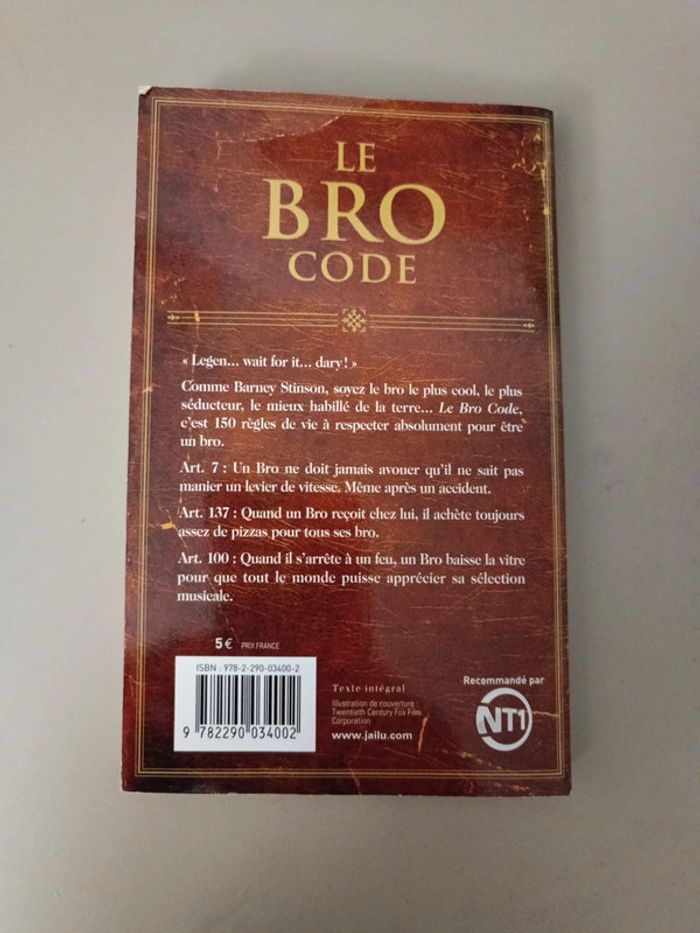 LE
BRO
CODE
« Legen... wait for it... dary ! »
Comme Barney Stinson, soyez le bro le plus cool, le plus
séducteur, le mieux habillé de la terre... Le Bro Code,
c'est 150 règles de vie à respecter absolument pour être
un bro.
Art. 7 : Un Bro ne doit jamais avouer qu'il ne sait pas
manier un levier de vitesse. Même après un accident.
Art. 137 : Quand un Bro reçoit chez lui, il achète toujours
assez de pizzas pour tous ses bro.
Art. 100 : Quand il s'arrête à un feu, un Bro baisse la vitre
pour que tout le monde puisse apprécier sa sélection
musicale.
5 € PRIX FRANCE
ISBN : 978-2-290-03400-2
9 782290 034002
Texte intégral
Illustration de couverture :
Twentieth Century Fox Film
Corporation
www.jailu.com
Recommandé par
NT1